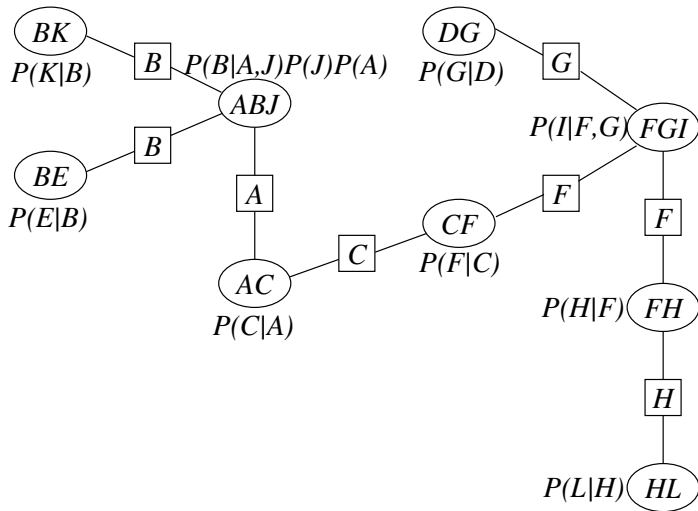 BK
DG
B
P(B|A,J)P(J)P(A)
G
P(K|B)
P(G|D)
ABJ
P(I|F,G)
FGI
B
BE
A
F
F
P(E|B)
CF
C
P(F|C)
AC
P(C|A)
P(H|F)
FH
H
P(L|H)
HL